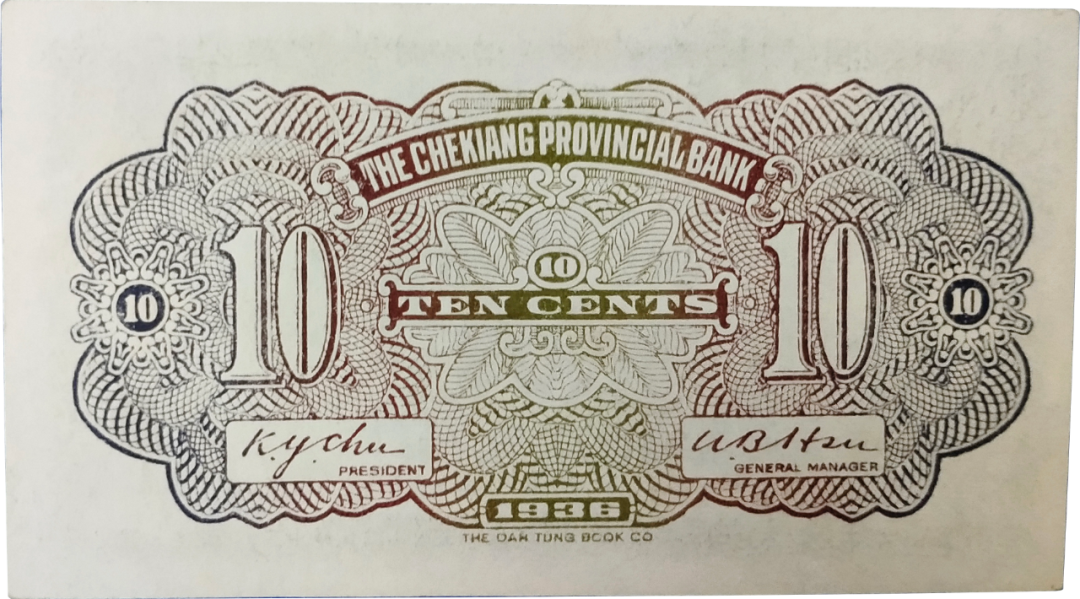 THE CHEKIANG PROVINCIAL BANK
10
10 10 10 10
TEN CENTS
K. Y. Chu
PRESIDENT
U. B. Hsu
GENERAL MANAGER
1936
THE DAH TUNG BOOK CO